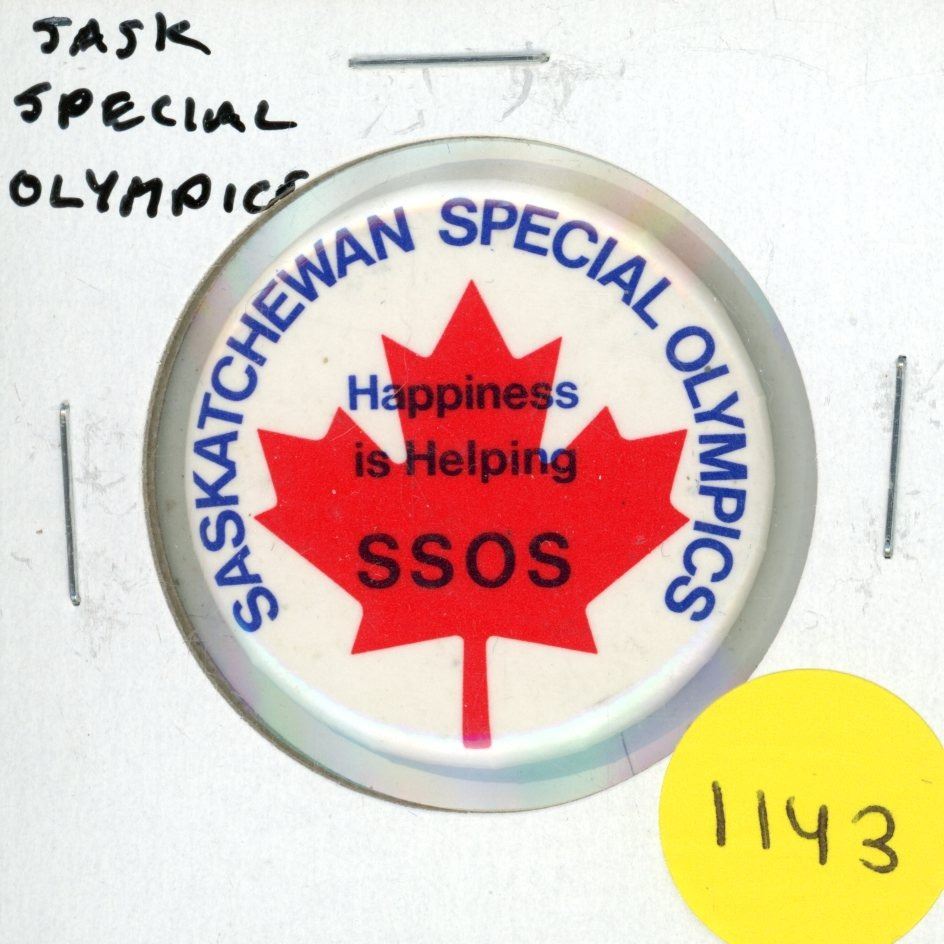 SASK
SPECIAL
OLYMPICS
SASKATCHEWAN SPECIAL OLYMPICS
Happiness
is Helping
SSOS
1143